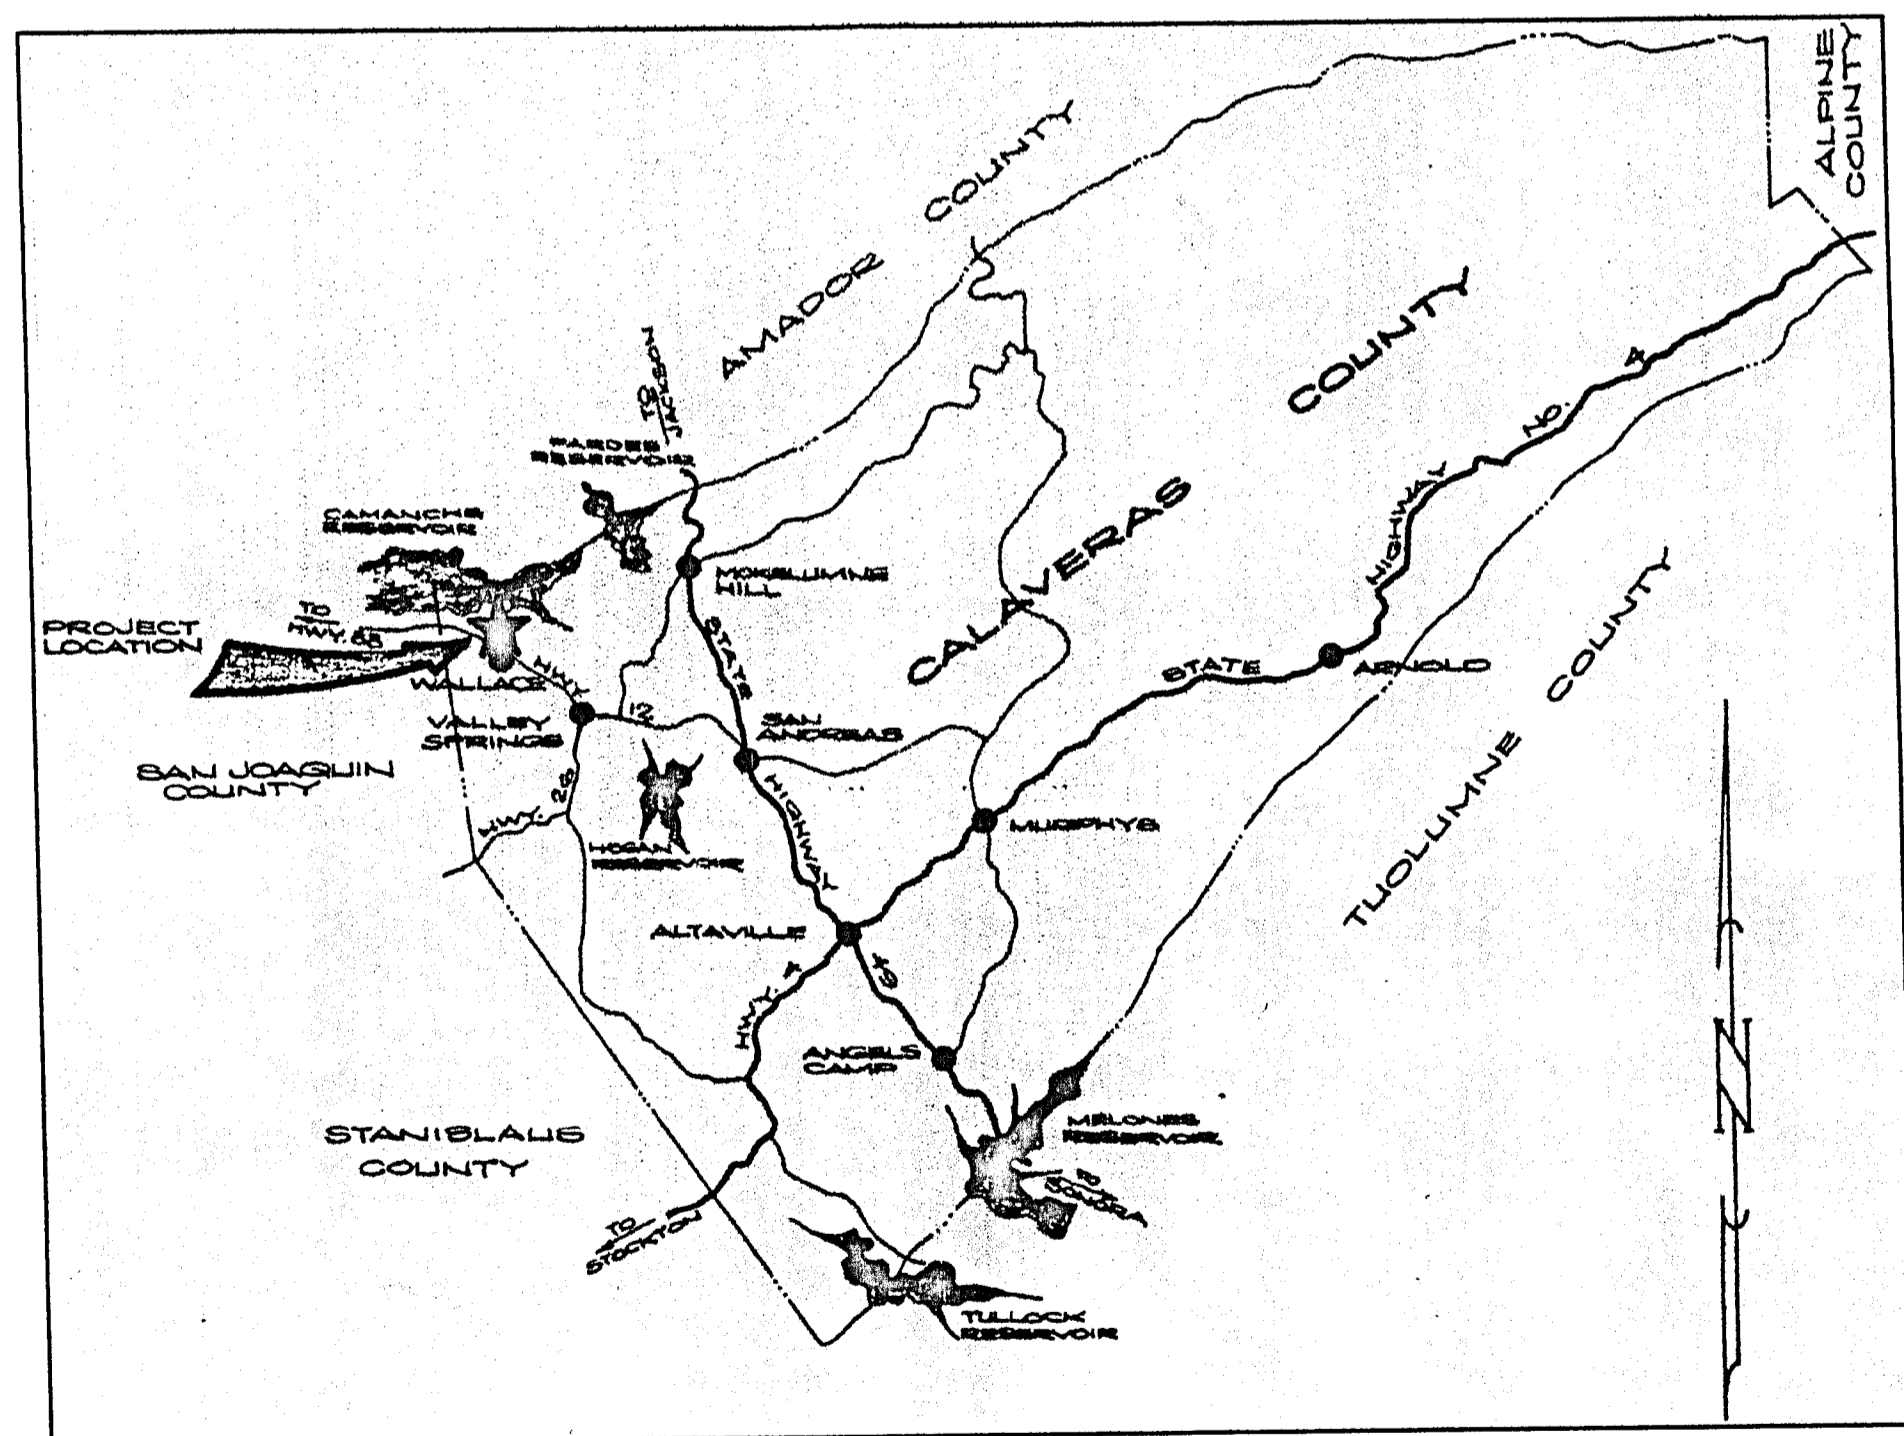 ALPINE
COUNTY
AMADOR COUNTY
TO
JACKSON
PARDEE
RESERVOIR
CAMANCHE
RESERVOIR
COUNTY
CALAVERAS
HIGHWAY No. 4
MOKELUMNE
HILL
TO
HWY. 88
PROJECT
LOCATION
WALLACE
HWY
12
STATE
STATE
ARNOLD
VALLEY
SPRINGS
SAN
ANDREAS
SAN JOAQUIN
COUNTY
TUOLUMNE COUNTY
HWY. 26
HIGHWAY
HOGAN
RESERVOIR
MURPHYS
ALTAVILLE
49
HWY. 4
ANGELS
CAMP
N
MELONES
RESERVOIR
STANISLAUS
COUNTY
TO
SONORA
TO
STOCKTON
TULLOCK
RESERVOIR